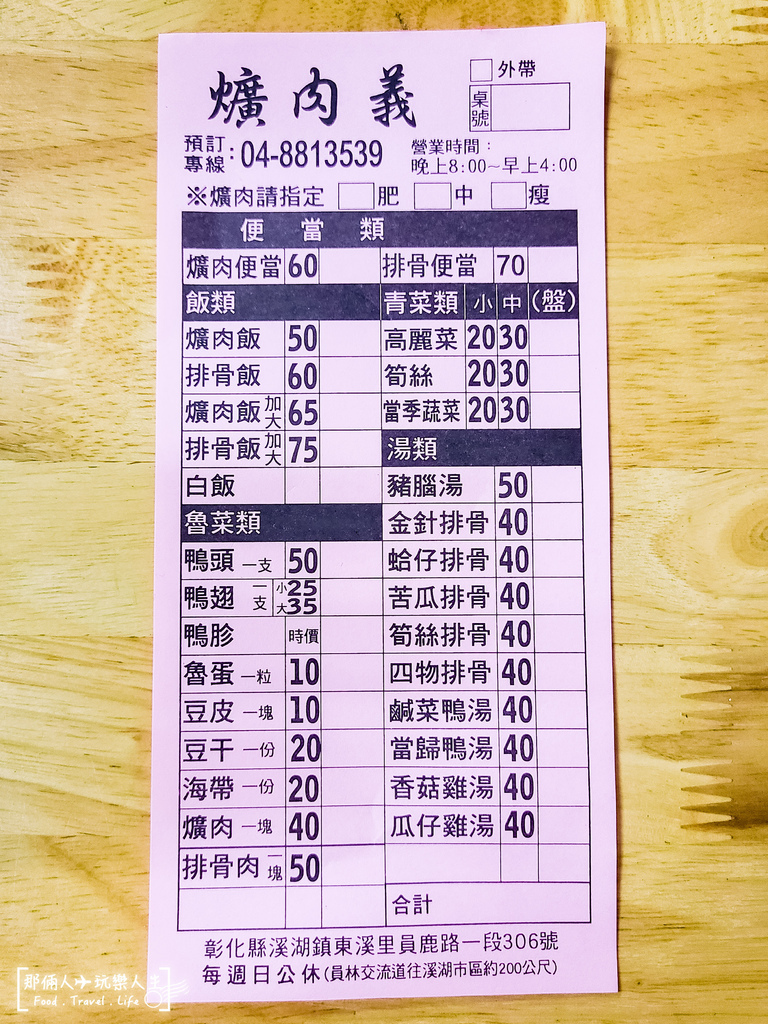 爌肉義
外帶
桌號
預訂專線:04-8813539
營業時間:
晚上8:00~早上4:00
※爌肉請指定 肥 中 瘦
便當類
爌肉便當 60 排骨便當 70
飯類 青菜類 小 中 (盤)
爌肉飯 50 高麗菜 20 30
排骨飯 60 筍絲 20 30
爌肉飯 加大 65 當季蔬菜 20 30
排骨飯 加大 75 湯類
白飯 豬腦湯 50
魯菜類 金針排骨 40
鴨頭 一支 50 蛤仔排骨 40
鴨翅 一支 小25 大35 苦瓜排骨 40
鴨胗 時價 筍絲排骨 40
魯蛋 一粒 10 四物排骨 40
豆皮 一塊 10 鹹菜鴨湯 40
豆干 一份 20 當歸鴨湯 40
海帶 一份 20 香菇雞湯 40
爌肉 一塊 40 瓜仔雞湯 40
排骨肉 一塊 50
合計
彰化縣溪湖鎮東溪里員鹿路一段306號
每週日公休(員林交流道往溪湖市區約200公尺)
那倆人✈玩樂人生
Food . Travel . Life